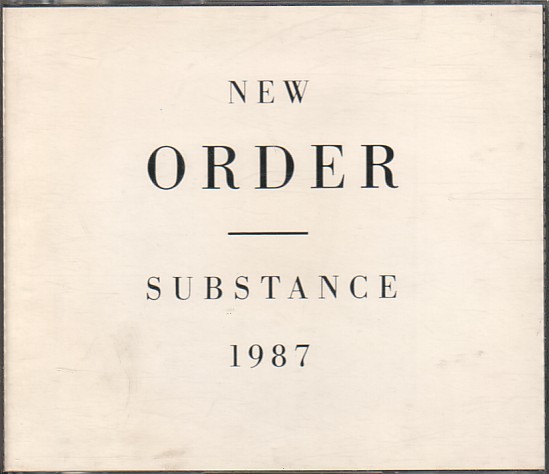 NEW
ORDER
SUBSTANCE
1987